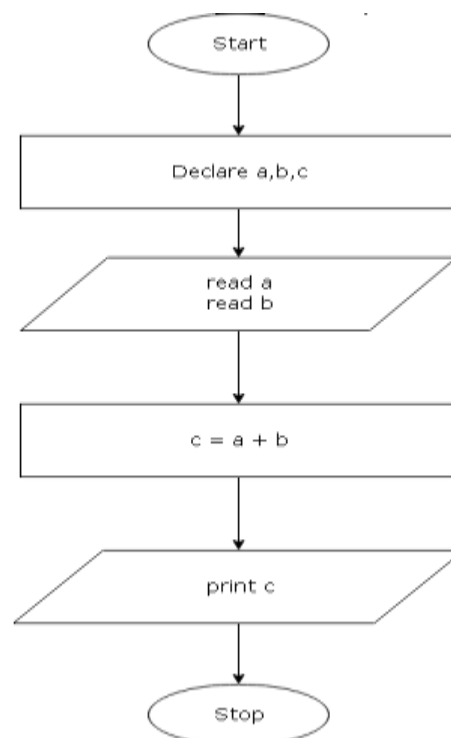 Start
Declare a,b,c
read a
read b
c = a + b
print c
Stop